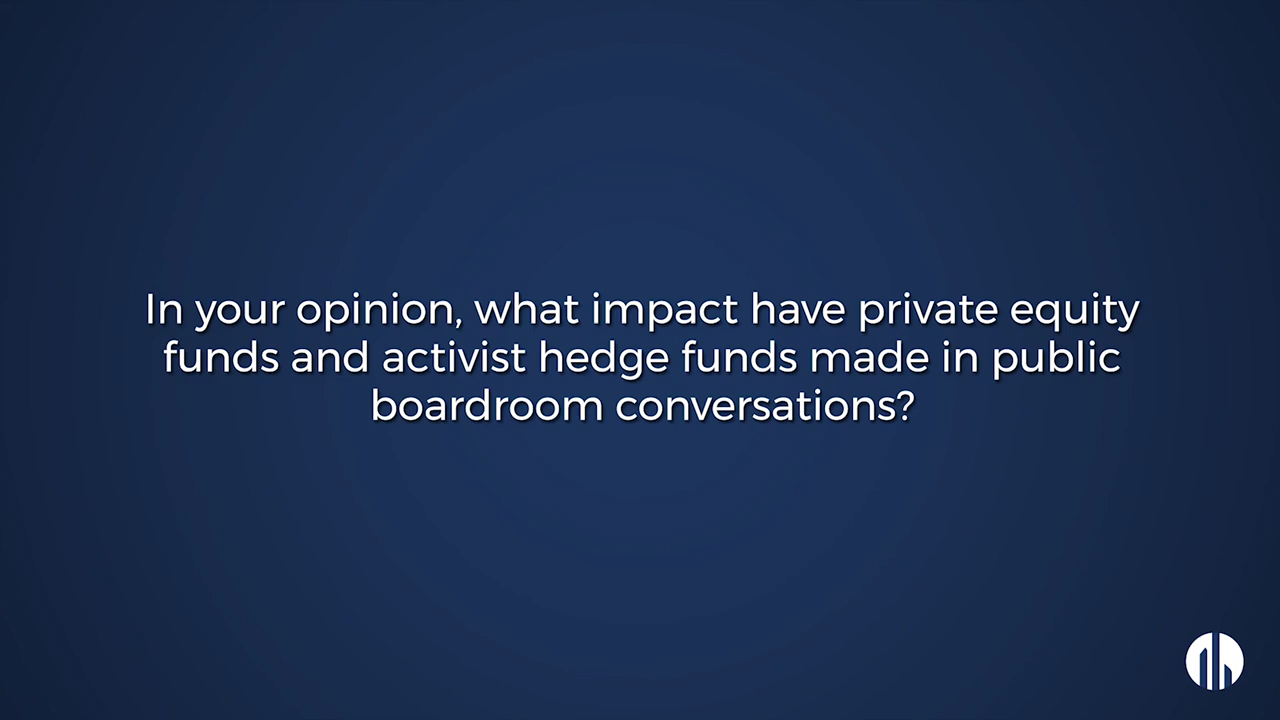 In your opinion, what impact have private equity
funds and activist hedge funds made in public
boardroom conversations?